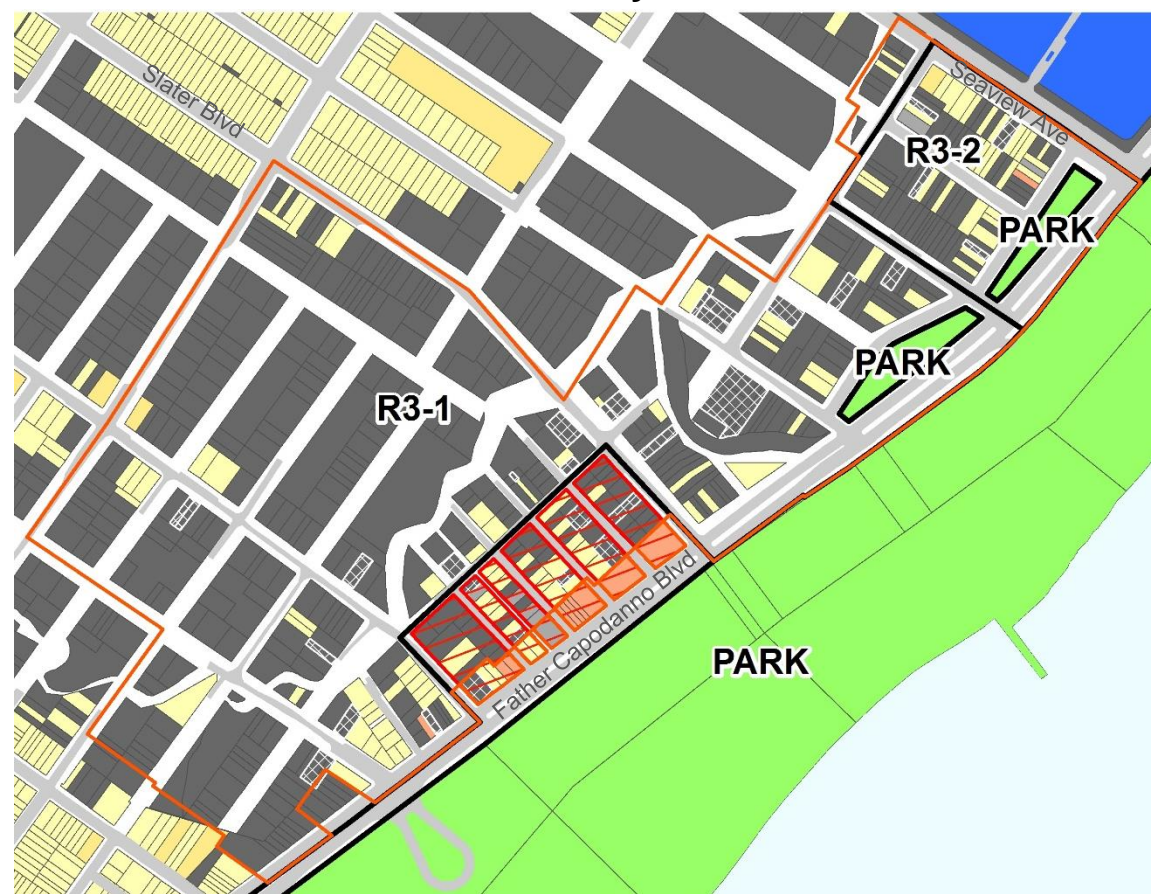 Slater Blvd
Seaview Ave
R3-2
PARK
PARK
R3-1
Father Capodanno Blvd
PARK